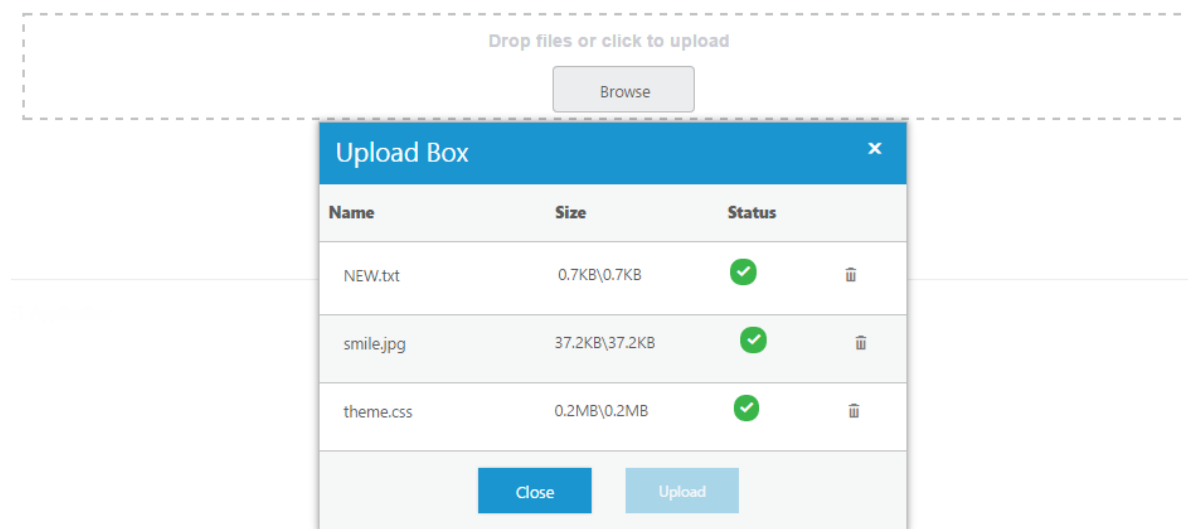 Drop files or click to upload
Browse
Upload Box
Name Size Status
NEW.txt 0.7KB\0.7KB
smile.jpg 37.2KB\37.2KB
theme.css 0.2MB\0.2MB
Close Upload